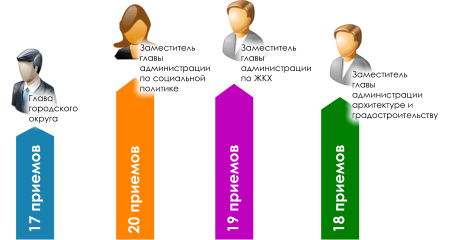 Глава
городского
округа
17 приемов
Заместитель
главы
администрации
по социальной
политике
20 приемов
Заместитель
главы
администрации
по ЖКХ
19 приемов
Заместитель
главы
администрации
архитектуре и
градостроительству
18 приемов